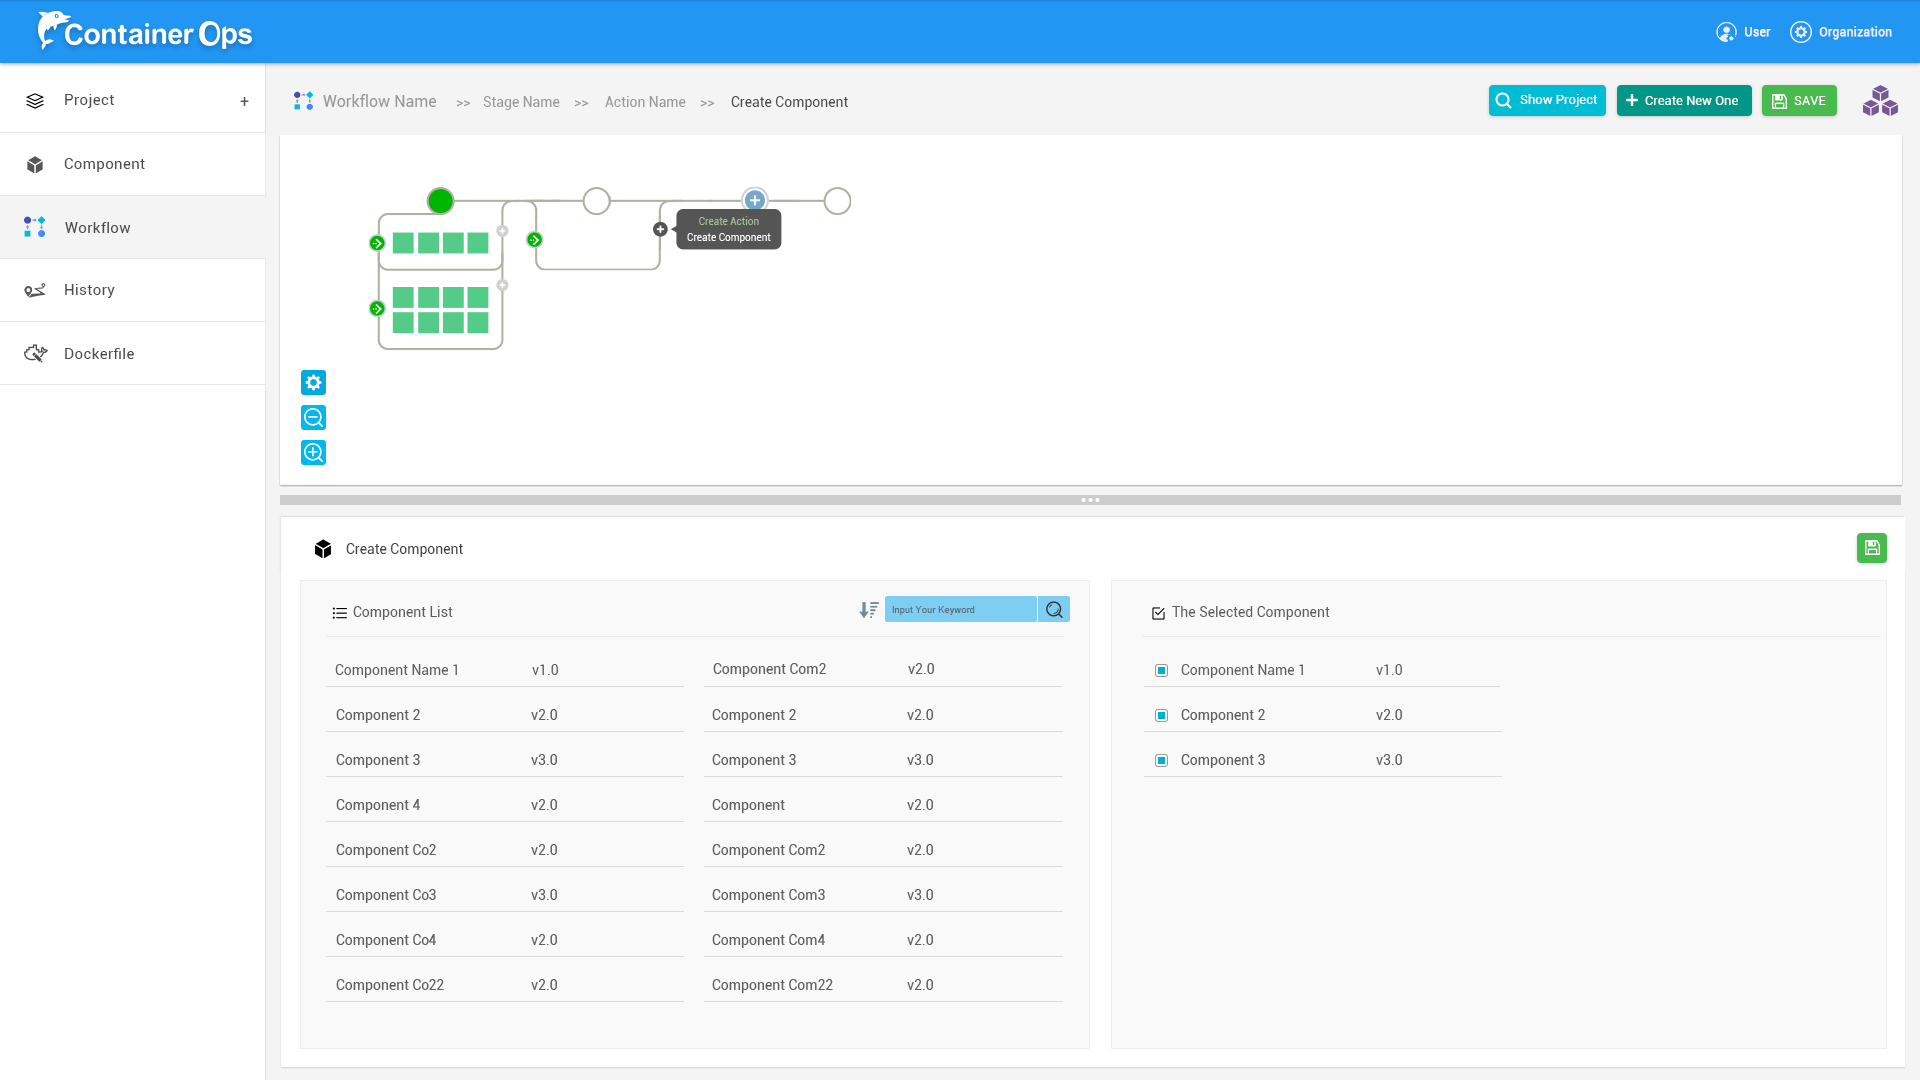 Container Ops
User
Organization
Project +
Component
Workflow
History
Dockerfile
Workflow Name >> Stage Name >> Action Name >> Create Component
Show Project
+ Create New One
SAVE
Create Action
Create Component
Create Component
Component List
Input Your Keyword
Component Name 1 v1.0 Component Com2 v2.0
Component 2 v2.0 Component 2 v2.0
Component 3 v3.0 Component 3 v3.0
Component 4 v2.0 Component v2.0
Component Co2 v2.0 Component Com2 v2.0
Component Co3 v3.0 Component Com3 v3.0
Component Co4 v2.0 Component Com4 v2.0
Component Co22 v2.0 Component Com22 v2.0
The Selected Component
Component Name 1 v1.0
Component 2 v2.0
Component 3 v3.0